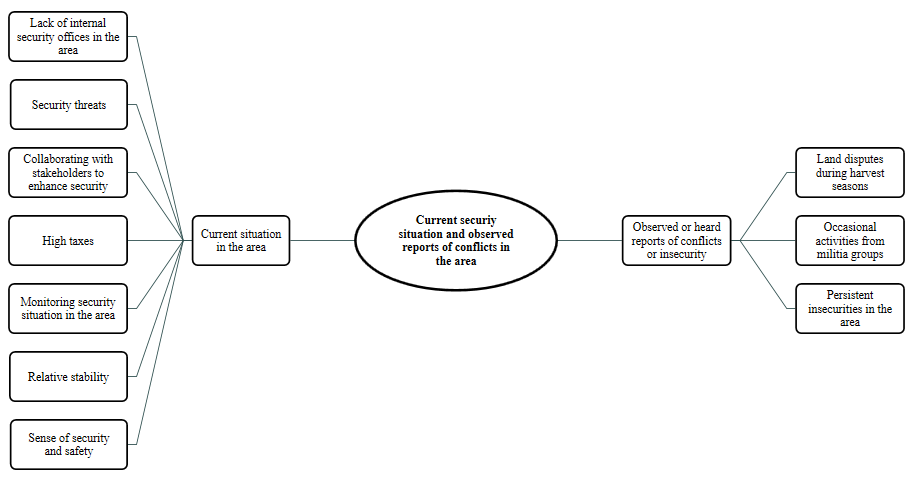 Lack of internal
security offices in the
area
Security threats
Collaborating with
stakeholders to
enhance security
High taxes
Monitoring security
situation in the area
Relative stability
Sense of security
and safety
Current situation
in the area
Current securiy
situation and observed
reports of conflicts in
the area
Observed or heard
reports of conflicts
or insecurity
Land disputes
during harvest
seasons
Occasional
activities from
militia groups
Persistent
insecurities in the
area